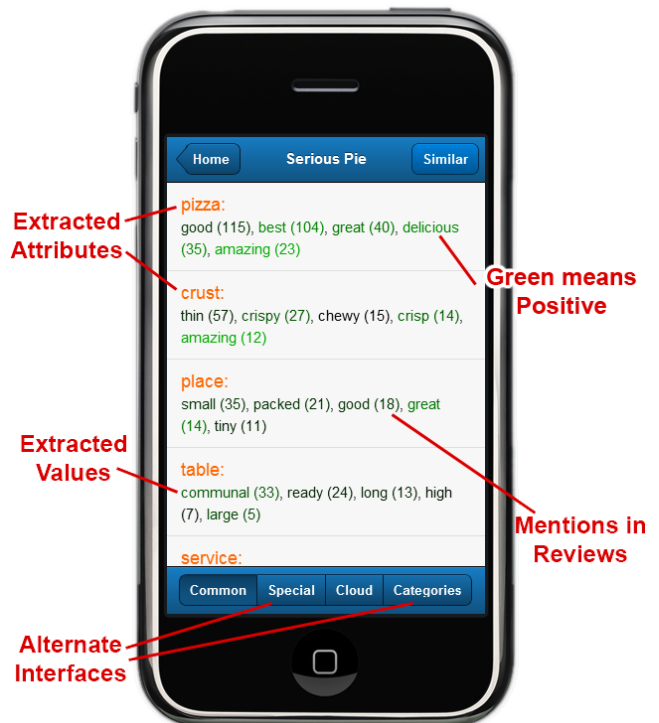 Home Serious Pie Similar
pizza:
good (115), best (104), great (40), delicious
(35), amazing (23)
crust:
thin (57), crispy (27), chewy (15), crisp (14),
amazing (12)
place:
small (35), packed (21), good (18), great
(14), tiny (11)
table:
communal (33), ready (24), long (13), high
(7), large (5)
service:
Common Special Cloud Categories
Extracted
Attributes
Green means
Positive
Extracted
Values
Mentions in
Reviews
Alternate
Interfaces